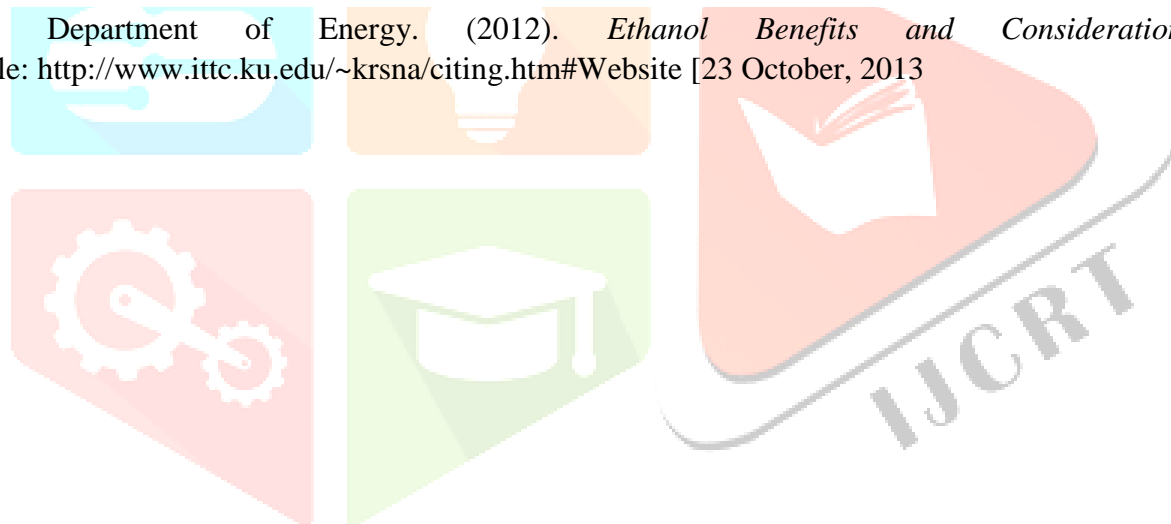 Department of Energy. (2012). Ethanol Benefits and Consideration
le: http://www.ittc.ku.edu/~krsna/citing.htm#Website [23 October, 2013
IJCRT